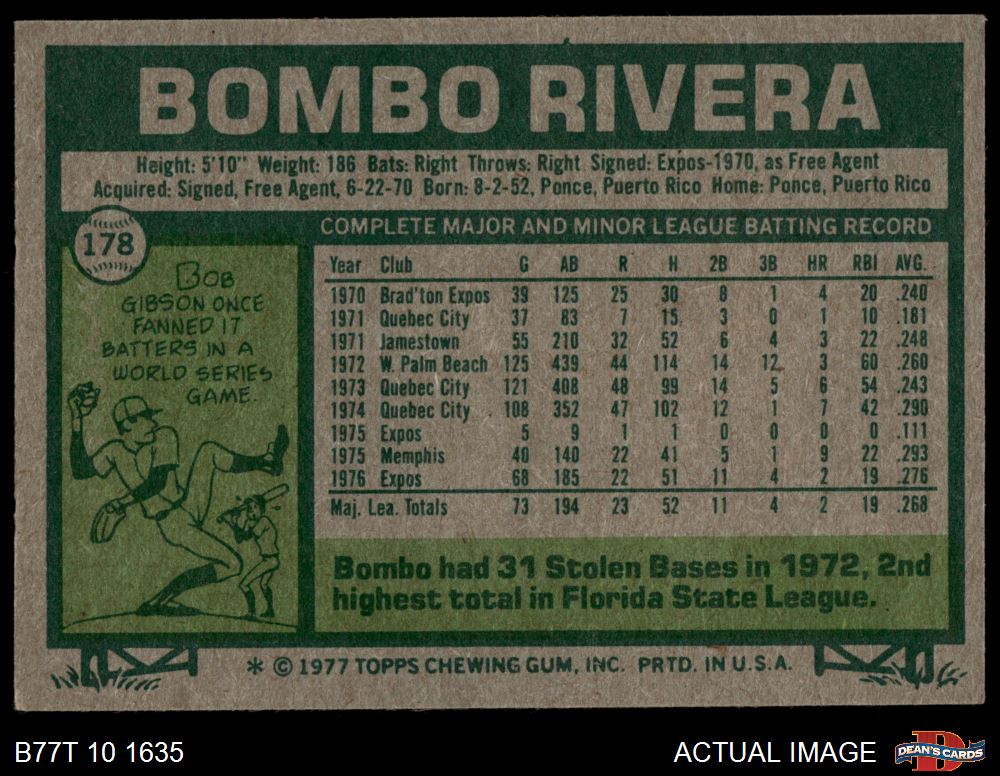 BOMBO RIVERA
Height: 5'10" Weight: 186 Bats: Right Throws: Right Signed: Expos-1970, as Free Agent
Acquired: Signed, Free Agent, 6-22-70 Born: 8-2-52, Ponce, Puerto Rico Home: Ponce, Puerto Rico
178
BOB
GIBSON ONCE
FANNED 17
BATTERS IN A
WORLD SERIES
GAME.
COMPLETE MAJOR AND MINOR LEAGUE BATTING RECORD
Year Club G AB R H 2B 3B HR RBI AVG.
1970 Brad'ton Expos 39 125 25 30 8 1 4 20 .240
1971 Quebec City 37 83 7 15 3 0 1 10 .181
1971 Jamestown 55 210 32 52 6 4 3 22 .248
1972 W. Palm Beach 125 439 44 114 14 12 3 60 .260
1973 Quebec City 121 408 48 99 14 5 6 54 .243
1974 Quebec City 108 352 47 102 12 1 7 42 .290
1975 Expos 5 9 1 1 0 0 0 0 .111
1975 Memphis 40 140 22 41 5 1 9 22 .293
1976 Expos 68 185 22 51 11 4 2 19 .276
Maj. Lea. Totals 73 194 23 52 11 4 2 19 .268
Bombo had 31 Stolen Bases in 1972, 2nd
highest total in Florida State League.
* © 1977 TOPPS CHEWING GUM, INC. PRTD. IN U.S.A.
B77T 10 1635
ACTUAL IMAGE
DEAN'S CARDS